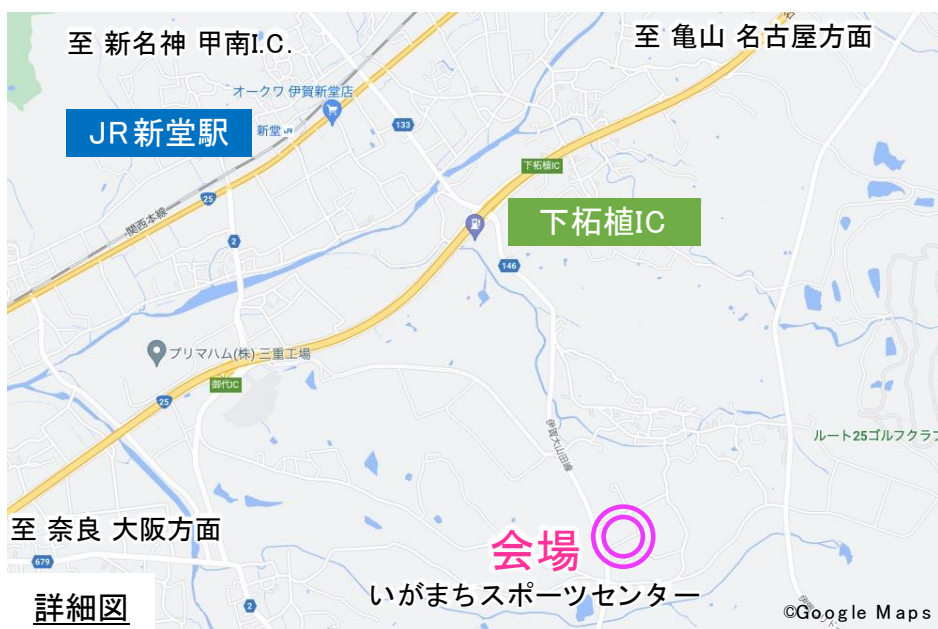 至 新名神 甲南I.C.
至 亀山 名古屋方面
オークワ 伊賀新堂店
JR新堂駅
新堂 JR
133
下柘植IC
25
関西本線
下柘植IC
2
146
プリマハム(株) 三重工場
御代IC
25
伊賀大山田線
ルート25ゴルフクラブ
至 奈良 大阪方面
会場
679
いがまちスポーツセンター
詳細図
2
©Google Maps